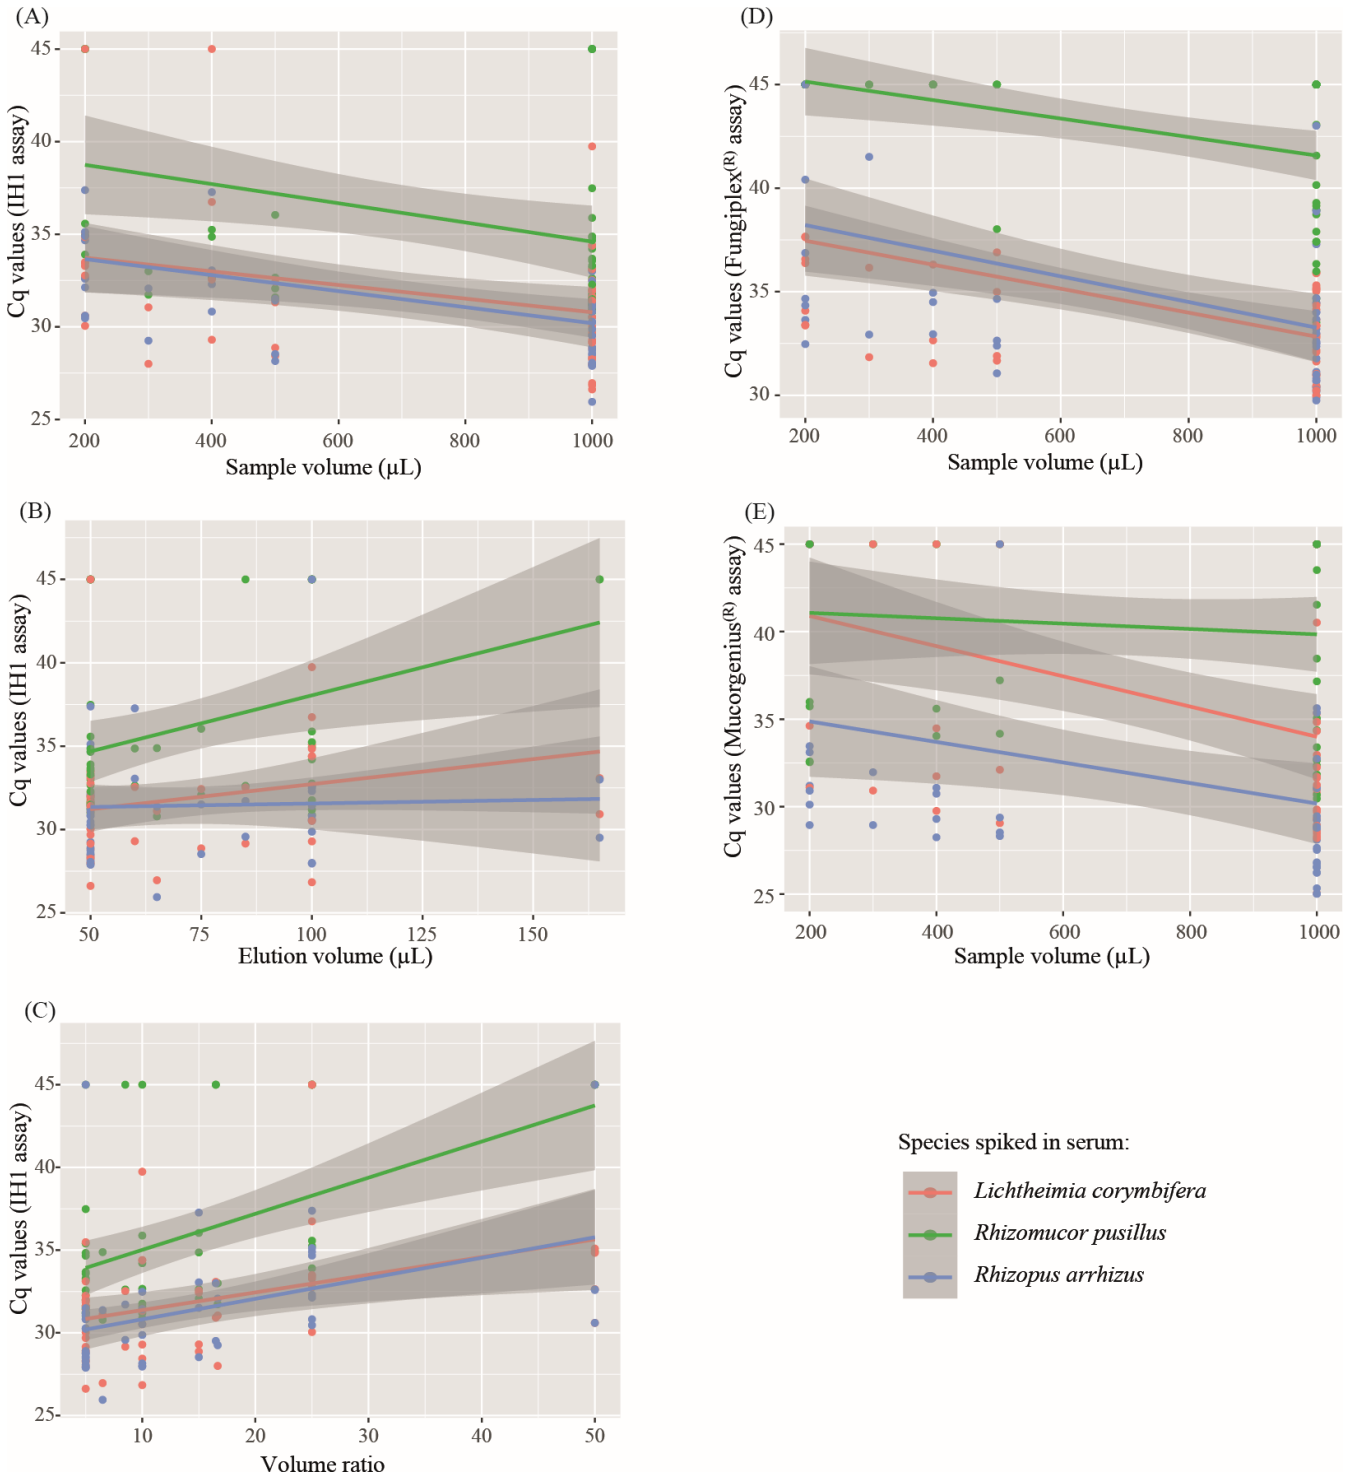 (A)
Cq values (IH1 assay)
45
40
35
30
25
200 400 600 800 1000
Sample volume (µL)
(D)
Cq values (Fungiplex(R) assay)
45
40
35
30
200 400 600 800 1000
Sample volume (µL)
(B)
Cq values (IH1 assay)
45
40
35
30
25
50 75 100 125 150
Elution volume (µL)
(E)
Cq values (Mucorgenius(R) assay)
45
40
35
30
25
200 400 600 800 1000
Sample volume (µL)
(C)
Cq values (IH1 assay)
45
40
35
30
25
10 20 30 40 50
Volume ratio
Species spiked in serum:
Lichtheimia corymbifera
Rhizomucor pusillus
Rhizopus arrhizus